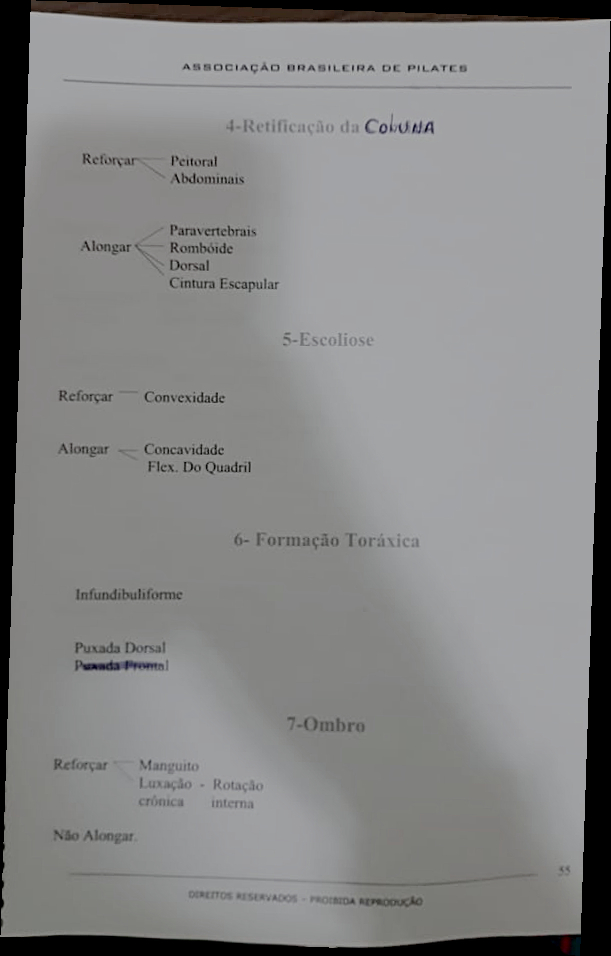 ASSOCIAÇÃO BRASILEIRA DE PILATES
4-Retificação da COLUNA
Reforçar Peitoral
Abdominais
Paravertebrais
Alongar Rombóide
Dorsal
Cintura Escapular
5-Escoliose
Reforçar Convexidade
Alongar Concavidade
Flex. Do Quadril
6- Formação Toráxica
Infundibuliforme
Puxada Dorsal
Puxada Frontal
7-Ombro
Reforçar Manguito
Luxação - Rotação
crônica interna
Não Alongar.
55
DIREITOS RESERVADOS - PROIBIDA REPRODUÇÃO